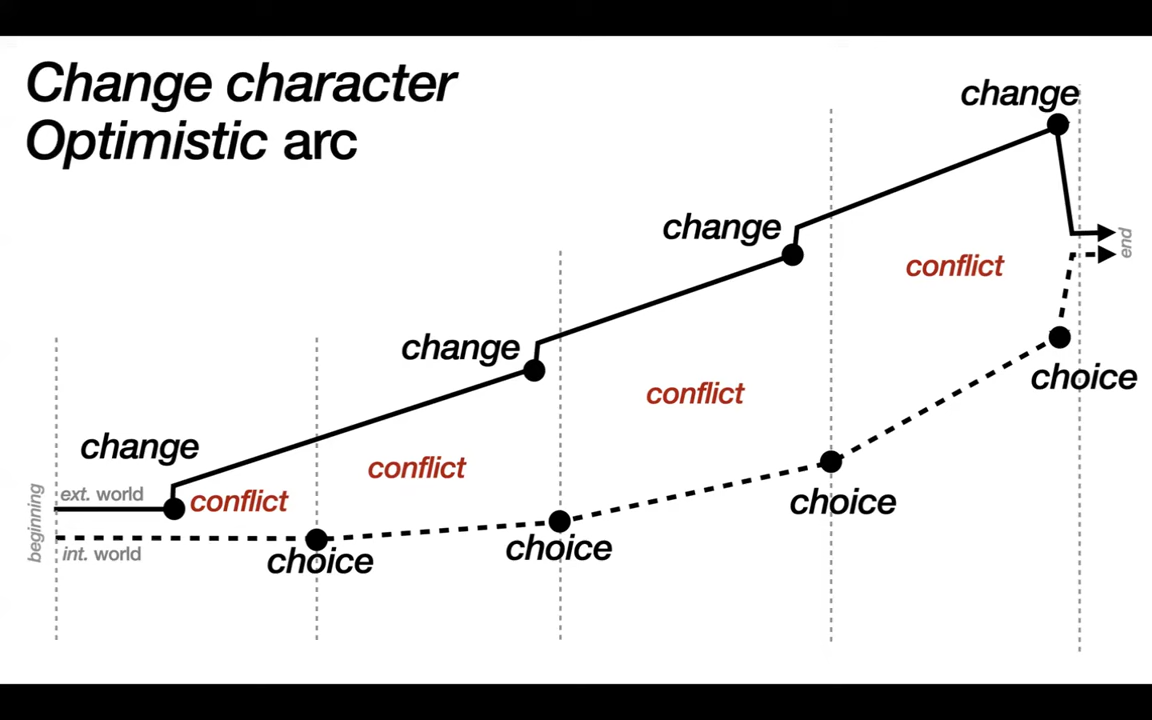 Change character
Optimistic arc
change
change
end
conflict
change
choice
conflict
change
conflict
ext. world
conflict
choice
beginning
int. world
choice
choice